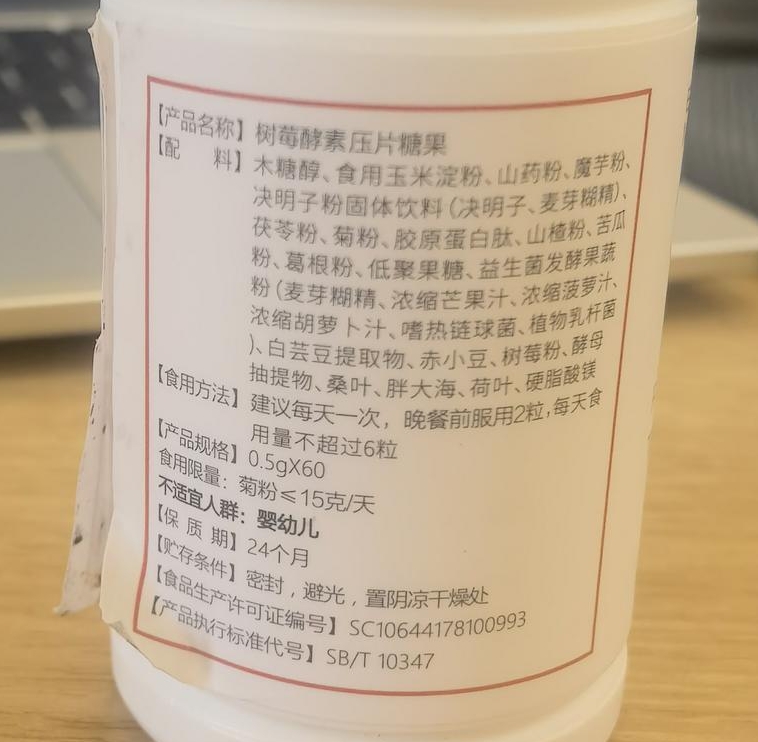 【产品名称】树莓酵素压片糖果
【配 料】木糖醇、食用玉米淀粉、山药粉、魔芋粉、
决明子粉固体饮料(决明子、麦芽糊精)、
茯苓粉、菊粉、胶原蛋白肽、山楂粉、苦瓜
粉、葛根粉、低聚果糖、益生菌发酵果蔬
粉(麦芽糊精、浓缩芒果汁、浓缩菠萝汁、
浓缩胡萝卜汁、嗜热链球菌、植物乳杆菌
)、白芸豆提取物、赤小豆、树莓粉、酵母
抽提物、桑叶、胖大海、荷叶、硬脂酸镁
【食用方法】建议每天一次，晚餐前服用2粒,每天食
用量不超过6粒
【产品规格】0.5gX60
食用限量：菊粉≤15克/天
不适宜人群：婴幼儿
【保 质 期】24个月
【贮存条件】密封，避光，置阴凉干燥处
【食品生产许可证编号】SC10644178100993
【产品执行标准代号】SB/T 10347